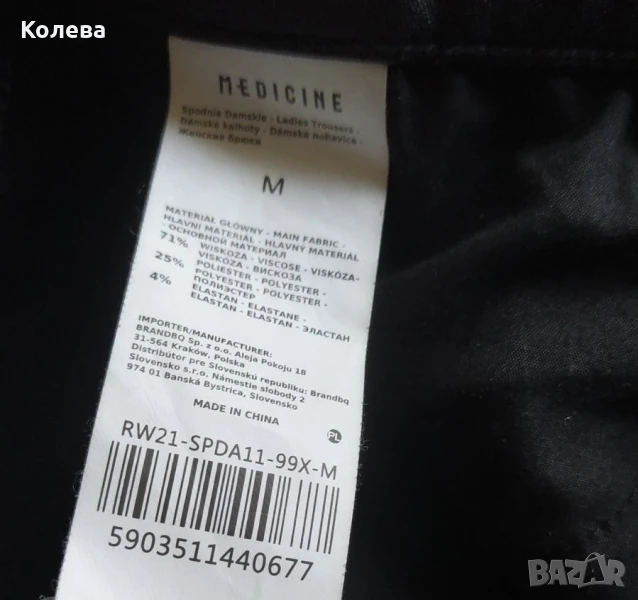 Колева
MEDICINE
Spodnie Damskie - Ladies Trousers -
Dámské kalhoty - Dámske nohavice -
Женские брюки
M
MATERIAŁ GŁÓWNY - MAIN FABRIC -
HLAVNI MATERIÁL - HLAVNÝ MATERIÁL
- ОСНОВНОЙ МАТЕРИАЛ
71% WISKOZA - VISCOSE - VISKÓZA-
VISKÓZA - ВИСКОЗА
25% POLIESTER - POLYESTER -
POLYESTER - POLYESTER -
ПОЛИЭСТЕР
4% ELASTAN - ELASTANE -
ELASTAN - ELASTAN - ЭЛАСТАН
IMPORTER/MANUFACTURER:
BRANDBQ Sp. z o.o. Aleja Pokoju 18
31-564 Kraków, Polska
Distribútor pre Slovenskú republiku: Brandbq
Slovensko s.r.o. Námestie slobody 2
974 01 Banská Bystrica, Slovensko
MADE IN CHINA
PL
RW21-SPDA11-99X-M
5903511440677
BAZAR